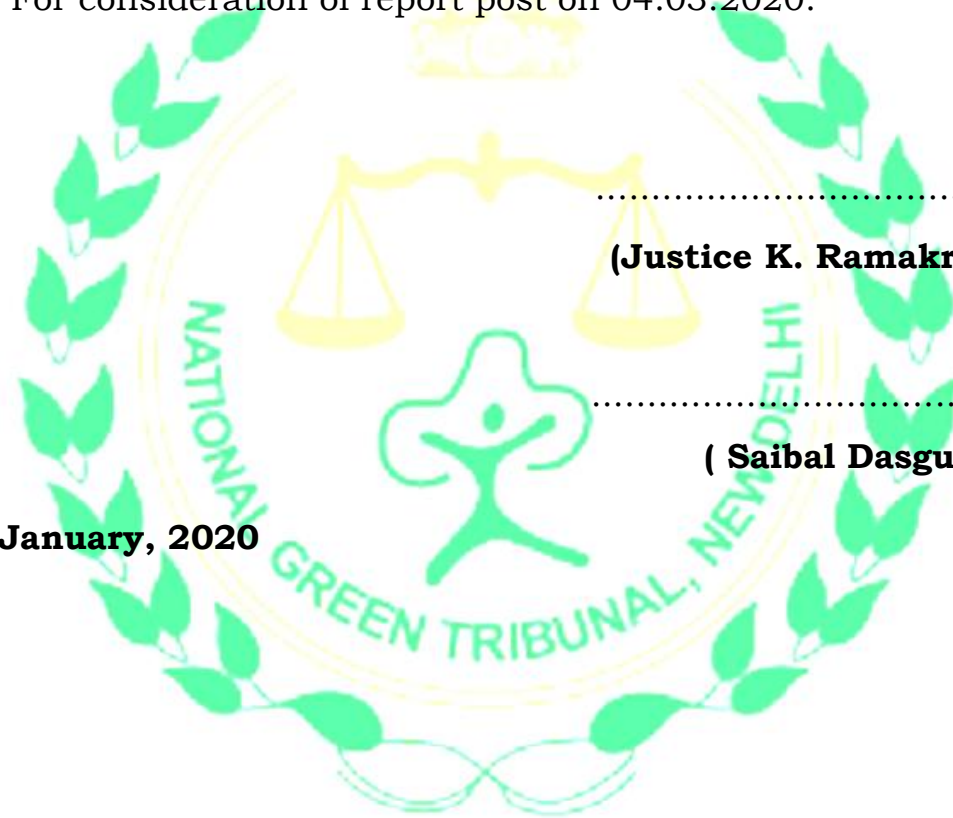 For consideration of report post on 04.03.2020.
..................................
(Justice K. Ramakr
..................................
( Saibal Dasgu
January, 2020
NATIONAL GREEN TRIBUNAL, NEW DELHI